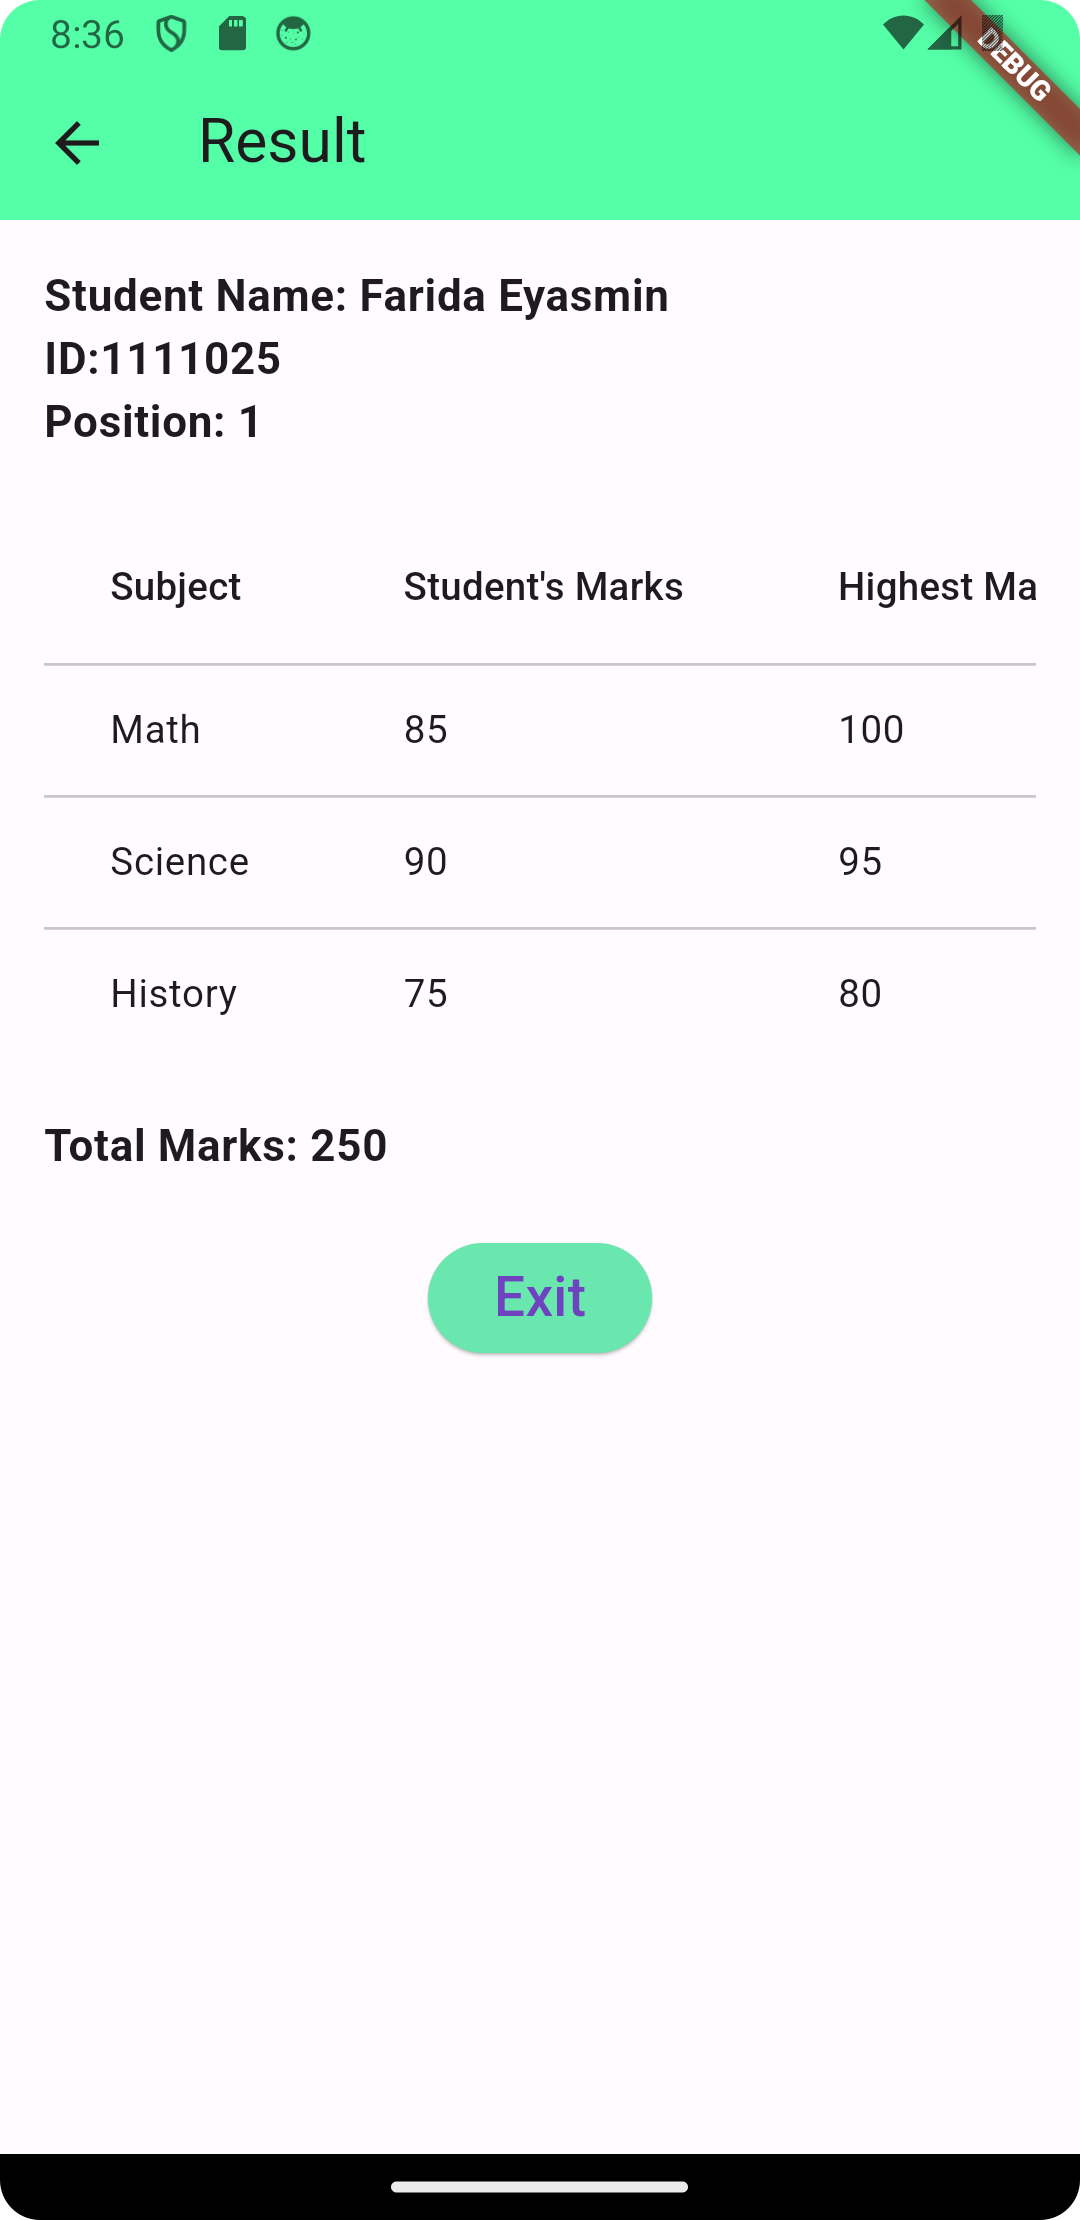 8:36
DEBUG
Result
Student Name: Farida Eyasmin
ID:1111025
Position: 1
Subject Student's Marks Highest Ma
Math 85 100
Science 90 95
History 75 80
Total Marks: 250
Exit